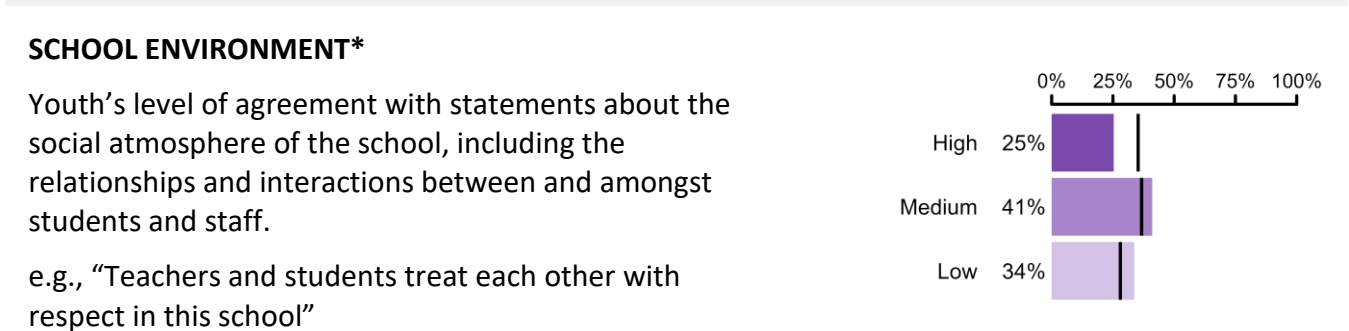 SCHOOL ENVIRONMENT*
Youth’s level of agreement with statements about the
social atmosphere of the school, including the
relationships and interactions between and amongst
students and staff.
e.g., “Teachers and students treat each other with
respect in this school”
0% 25% 50% 75% 100%
High 25%
Medium 41%
Low 34%